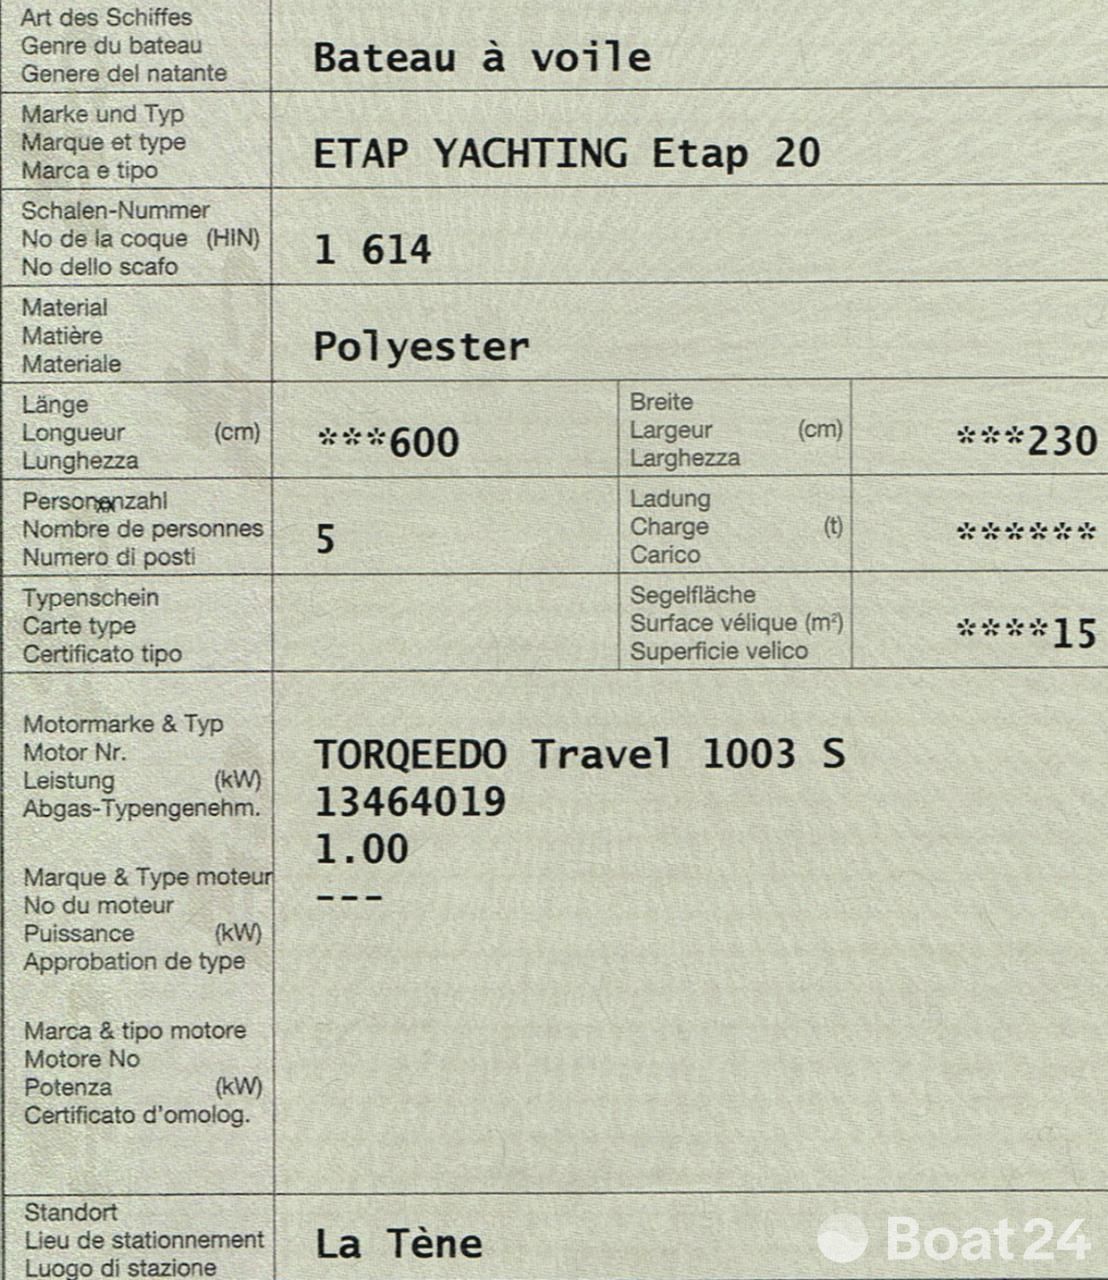 Art des Schiffes
Genre du bateau
Genere del natante
Bateau à voile
Marke und Typ
Marque et type
Marca e tipo
ETAP YACHTING Etap 20
Schalen-Nummer
No de la coque (HIN)
No dello scafo
1 614
Material
Matière
Materiale
Polyester
Länge
Longueur (cm)
Lunghezza
***600
Breite
Largeur (cm)
Larghezza
***230
Personenzahl
Nombre de personnes
Numero di posti
5
Ladung
Charge (t)
Carico
******
Typenschein
Carte type
Certificato tipo
Segelfläche
Surface vélique (m²)
Superficie velico
****15
Motormarke & Typ
Motor Nr.
Leistung (kW)
Abgas-Typengenehm.
Marque & Type moteur
No du moteur
Puissance (kW)
Approbation de type
Marca & tipo motore
Motore No
Potenza (kW)
Certificato d'omolog.
TORQEEDO Travel 1003 S
13464019
1.00
---
Standort
Lieu de stationnement
Luogo di stazione
La Tène
Boat24